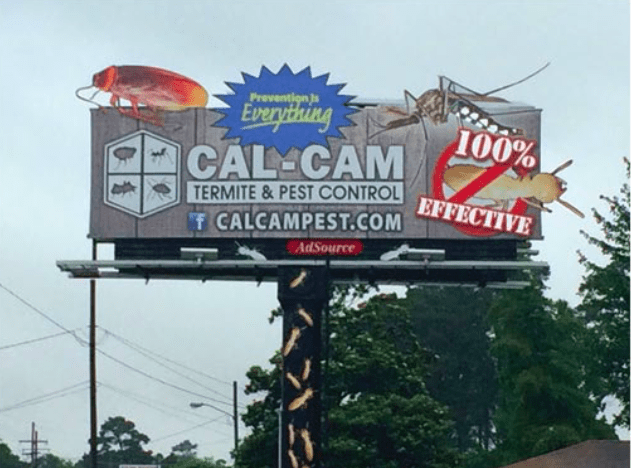 Prevention is
Everything
CAL-CAM
TERMITE & PEST CONTROL
f CALCAMPEST.COM
100%
EFFECTIVE
AdSource